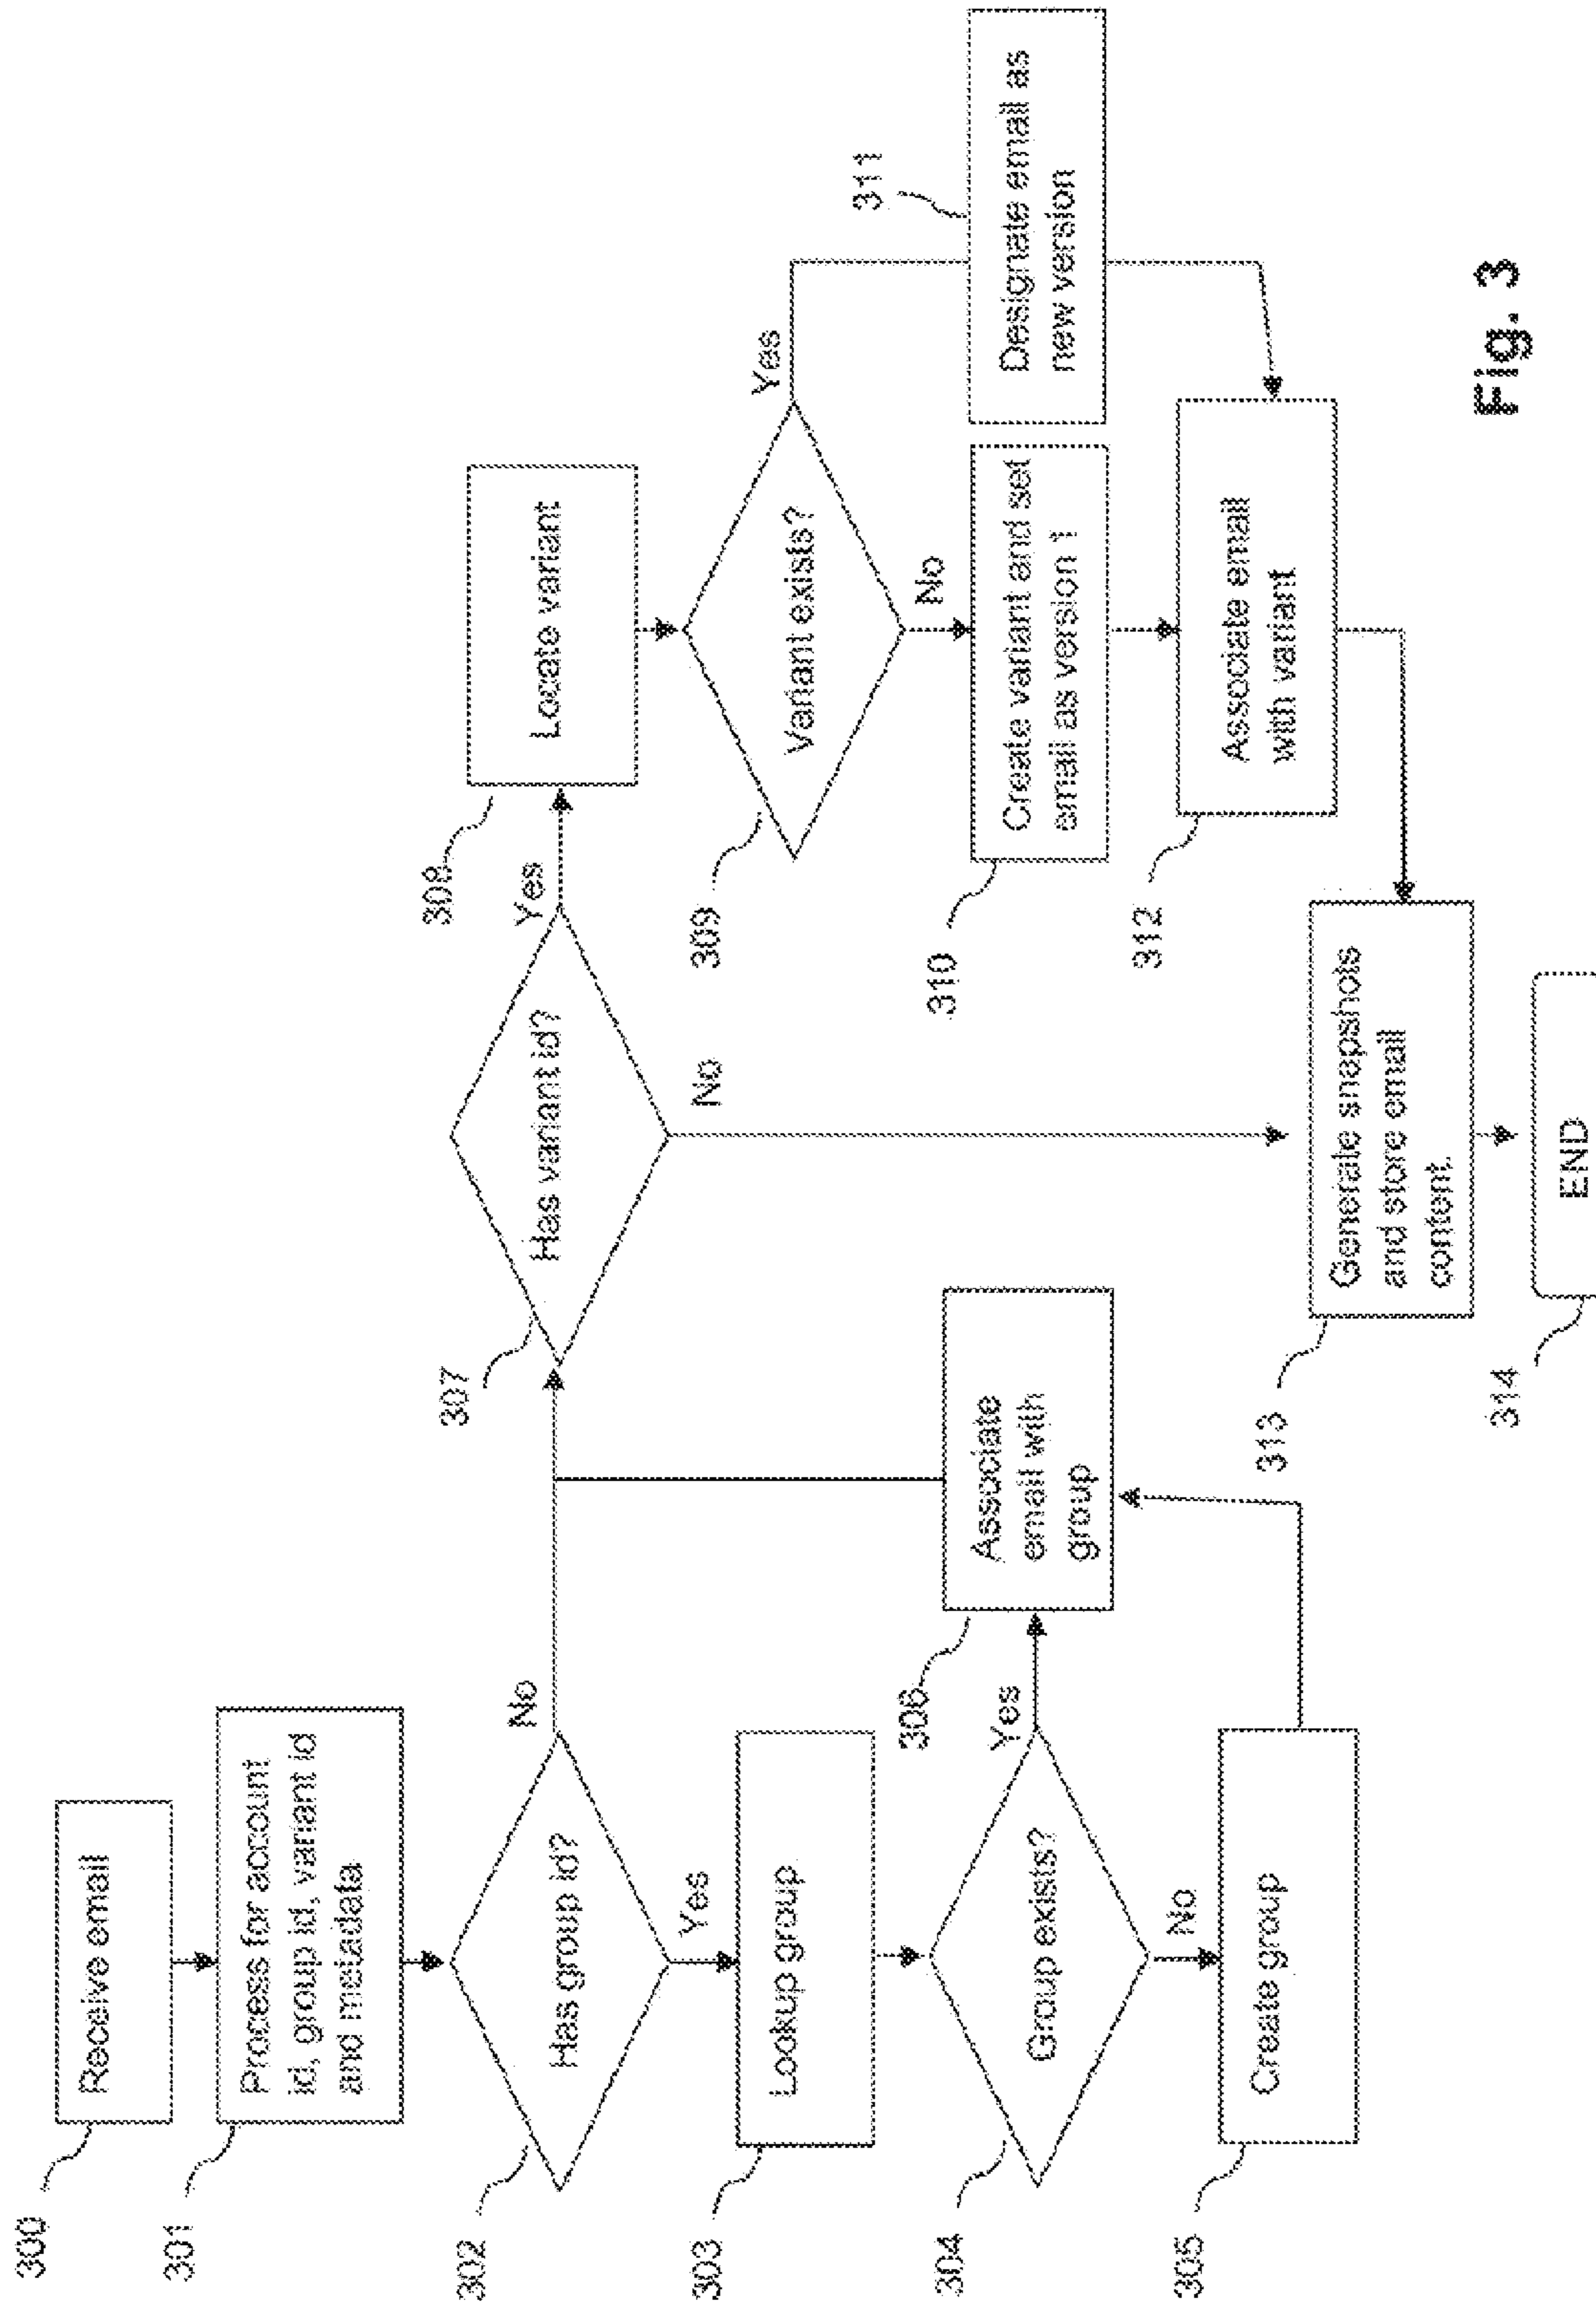 300
Receive email
301
Process for account
id, group id, variant id
and metadata
302
Has group id?
No
Yes
303
Lookup group
304
Group exists?
Yes
No
305
Create group
306
Associate
email with
group
307
Has variant id?
Yes
No
308
Locate variant
309
Variant exists?
Yes
No
310
Create variant and set
email as version 1
311
Designate email as
new version
312
Associate email
with variant
313
Generate snapshots
and store email
content.
314
END
Fig. 3